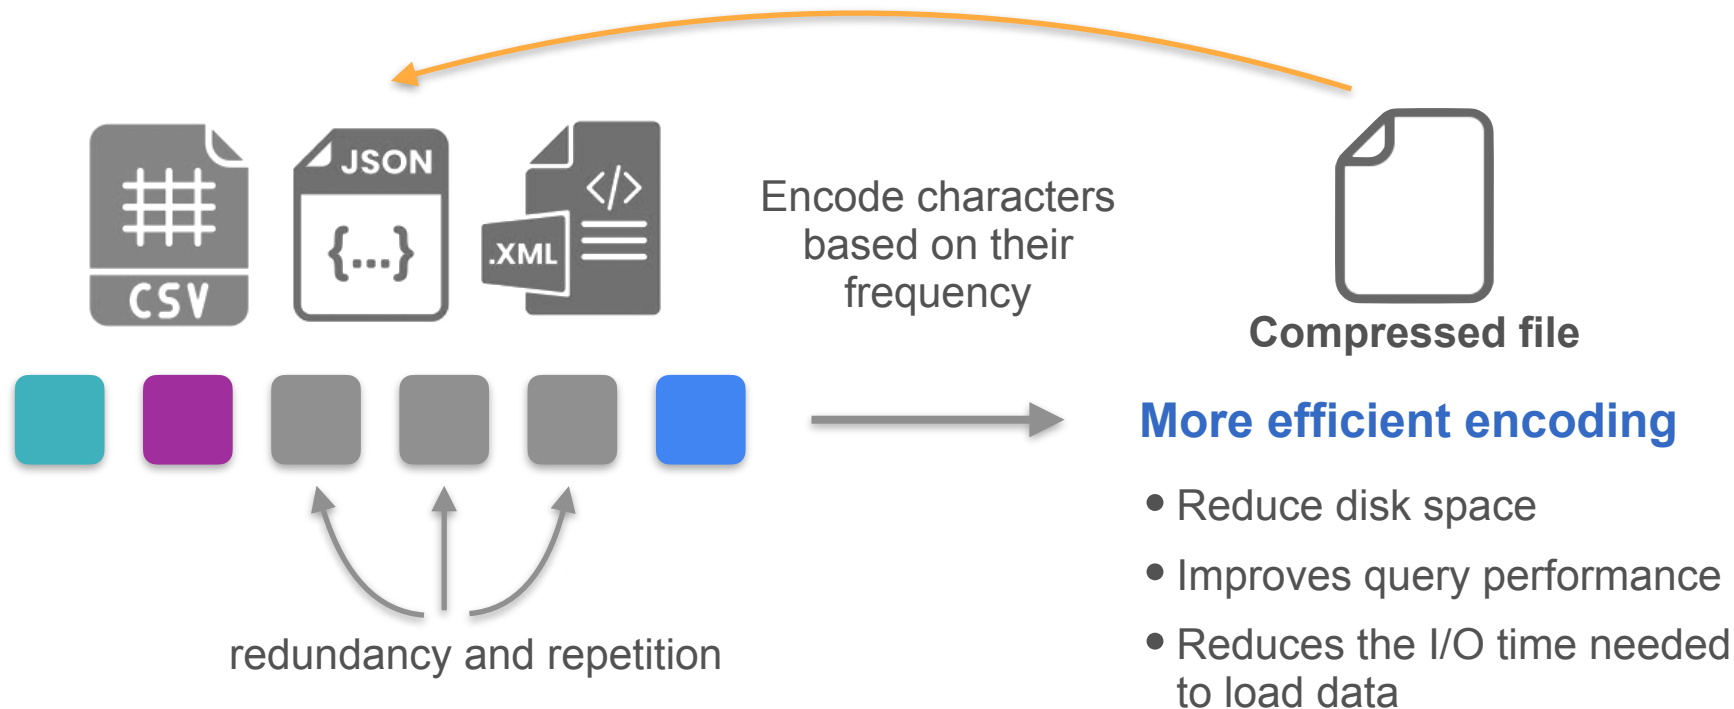 CSV
JSON
{...}
.XML
</>
Encode characters
based on their
frequency
Compressed file
redundancy and repetition
More efficient encoding
• Reduce disk space
• Improves query performance
• Reduces the I/O time needed
to load data